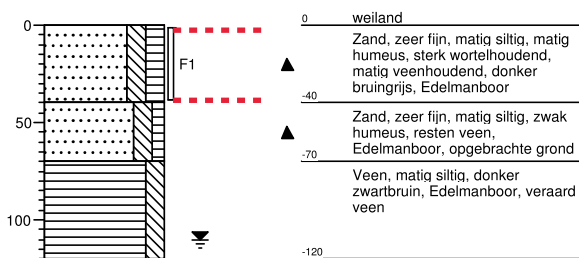 0
50
100
F1
0 weiland
Zand, zeer fijn, matig siltig, matig
humeus, sterk wortelhoudend,
matig veenhoudend, donker
bruingrijs, Edelmanboor
-40
Zand, zeer fijn, matig siltig, zwak
humeus, resten veen,
Edelmanboor, opgebrachte grond
-70
Veen, matig siltig, donker
zwartbruin, Edelmanboor, veraard
veen
-120